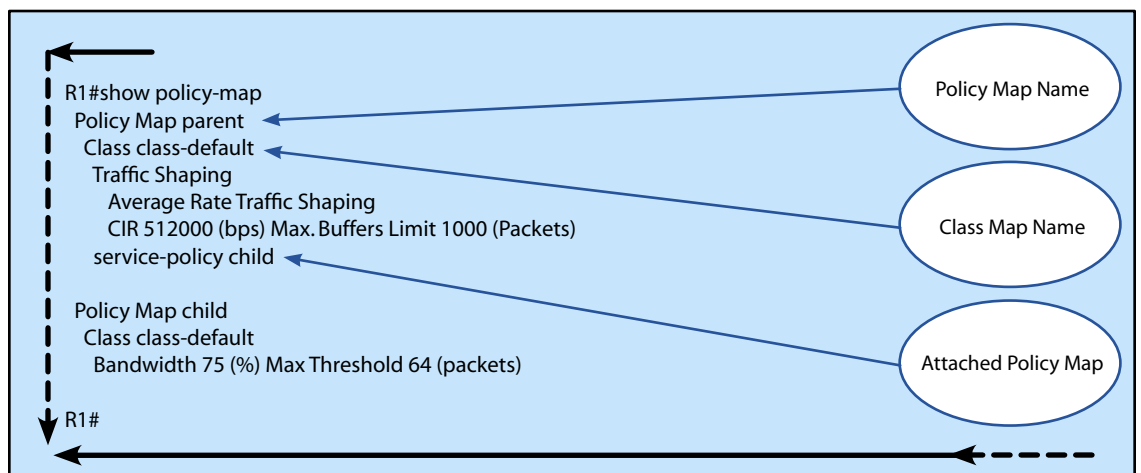 R1#show policy-map
Policy Map parent
Class class-default
Traffic Shaping
Average Rate Traffic Shaping
CIR 512000 (bps) Max. Buffers Limit 1000 (Packets)
service-policy child
Policy Map child
Class class-default
Bandwidth 75 (%) Max Threshold 64 (packets)
R1#
Policy Map Name
Class Map Name
Attached Policy Map